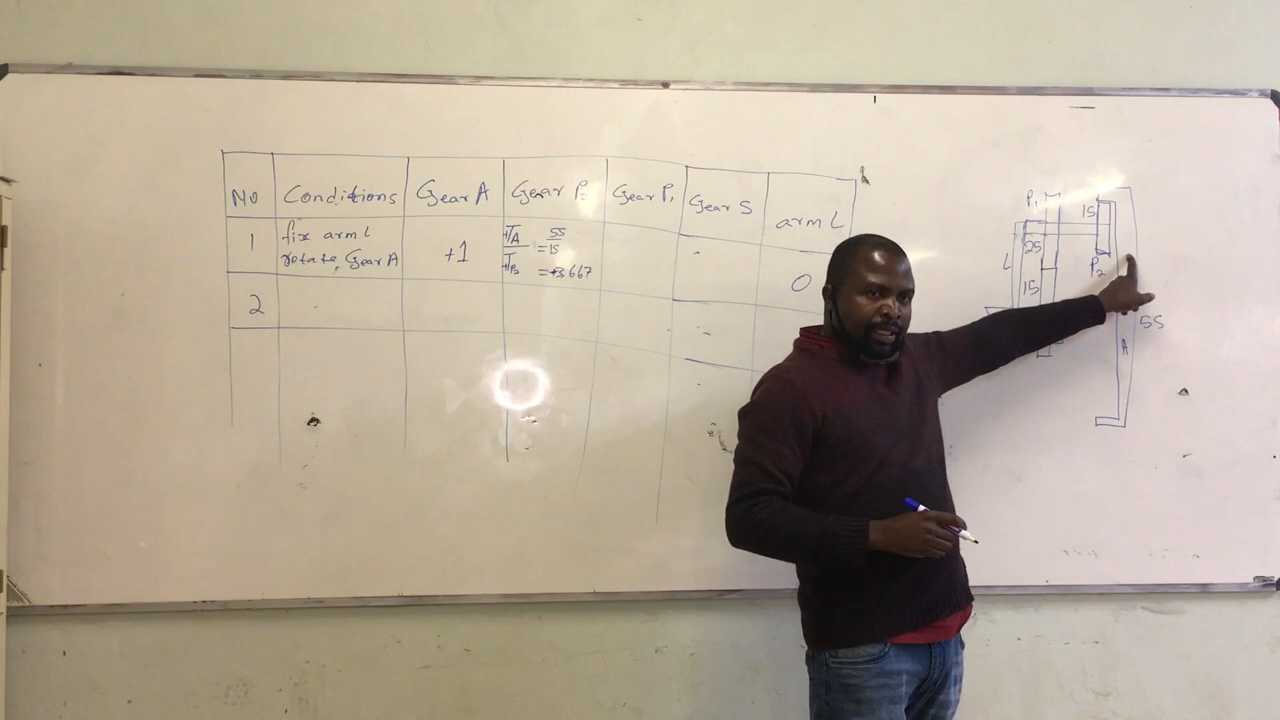 No Conditions Gear A Gear P₂ Gear P₁ Gear S arm L
1 fix arm L +TA = 55
rotate Gear A +1 TP₂ 15
= +3.667 0
2
P₁ 15
25
L P₂
15
55
A